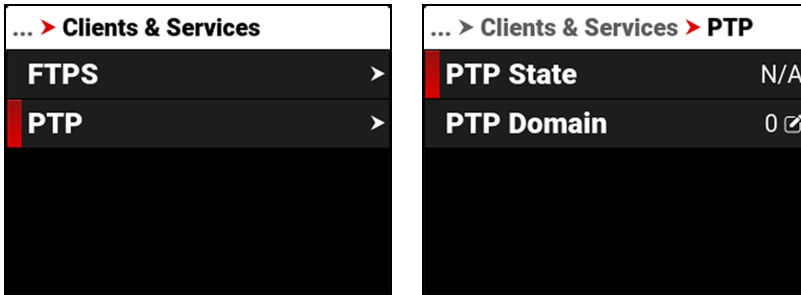 ... > Clients & Services
FTPS >
PTP >
... > Clients & Services > PTP
PTP State N/A
PTP Domain 0